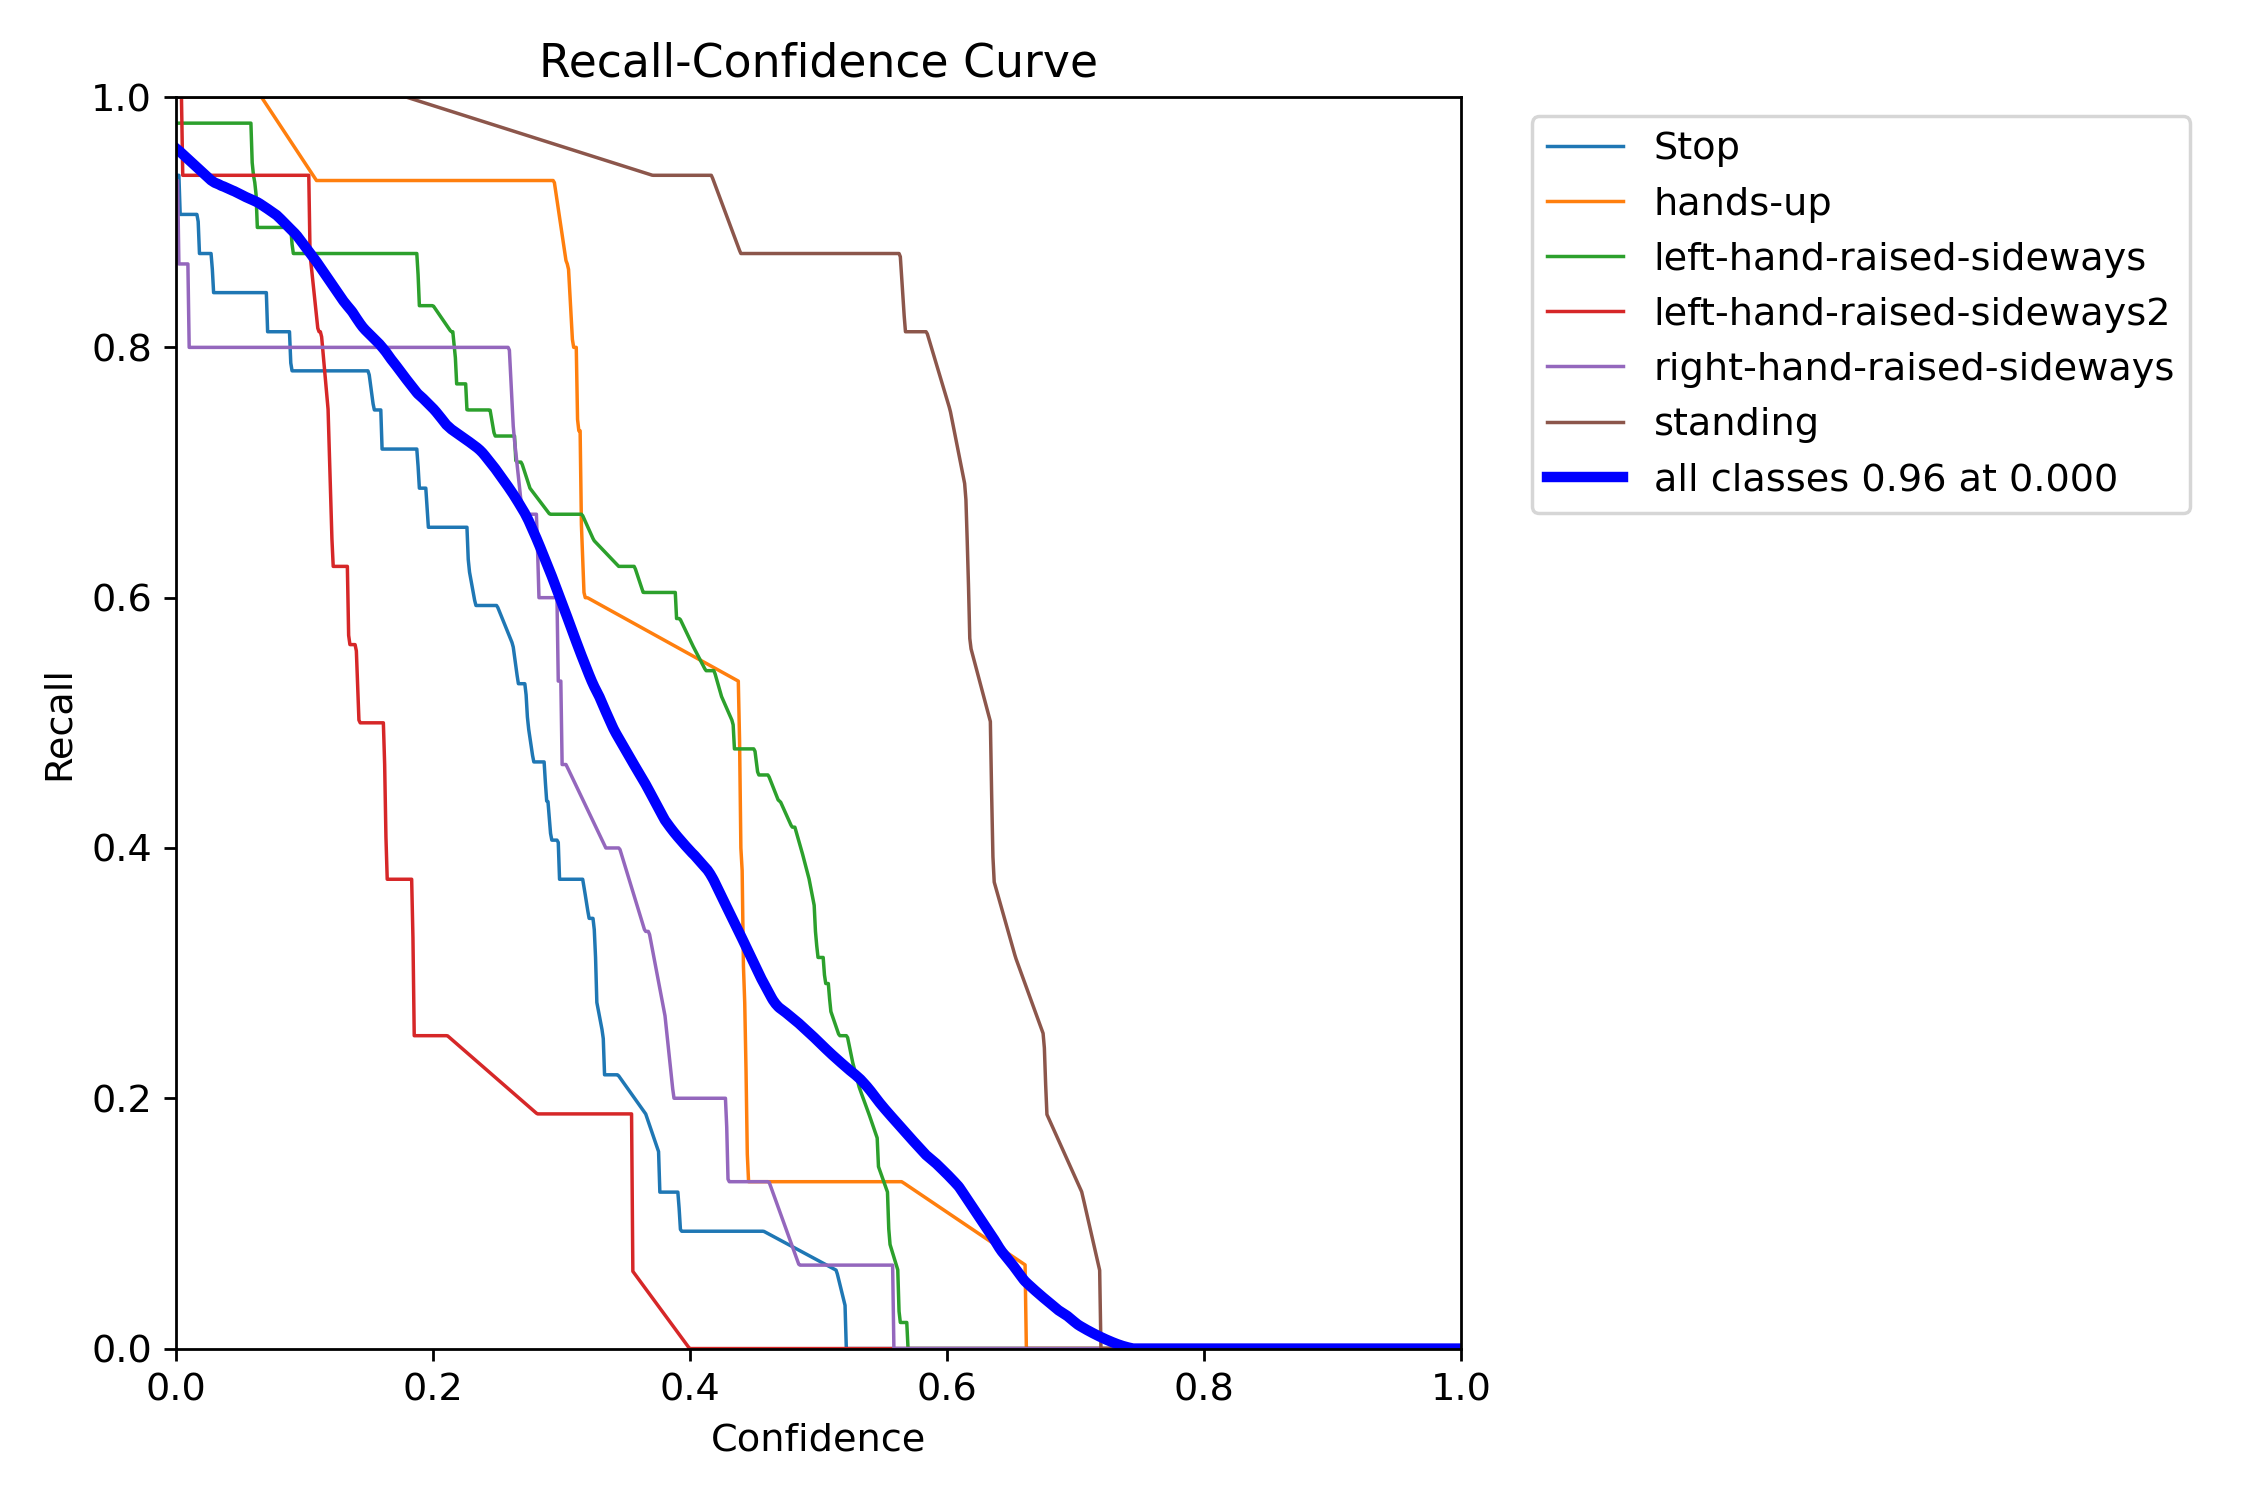 Recall-Confidence Curve
1.0
0.8
0.6
0.4
0.2
0.0
Recall
0.0 0.2 0.4 0.6 0.8 1.0
Confidence
Stop
hands-up
left-hand-raised-sideways
left-hand-raised-sideways2
right-hand-raised-sideways
standing
all classes 0.96 at 0.000